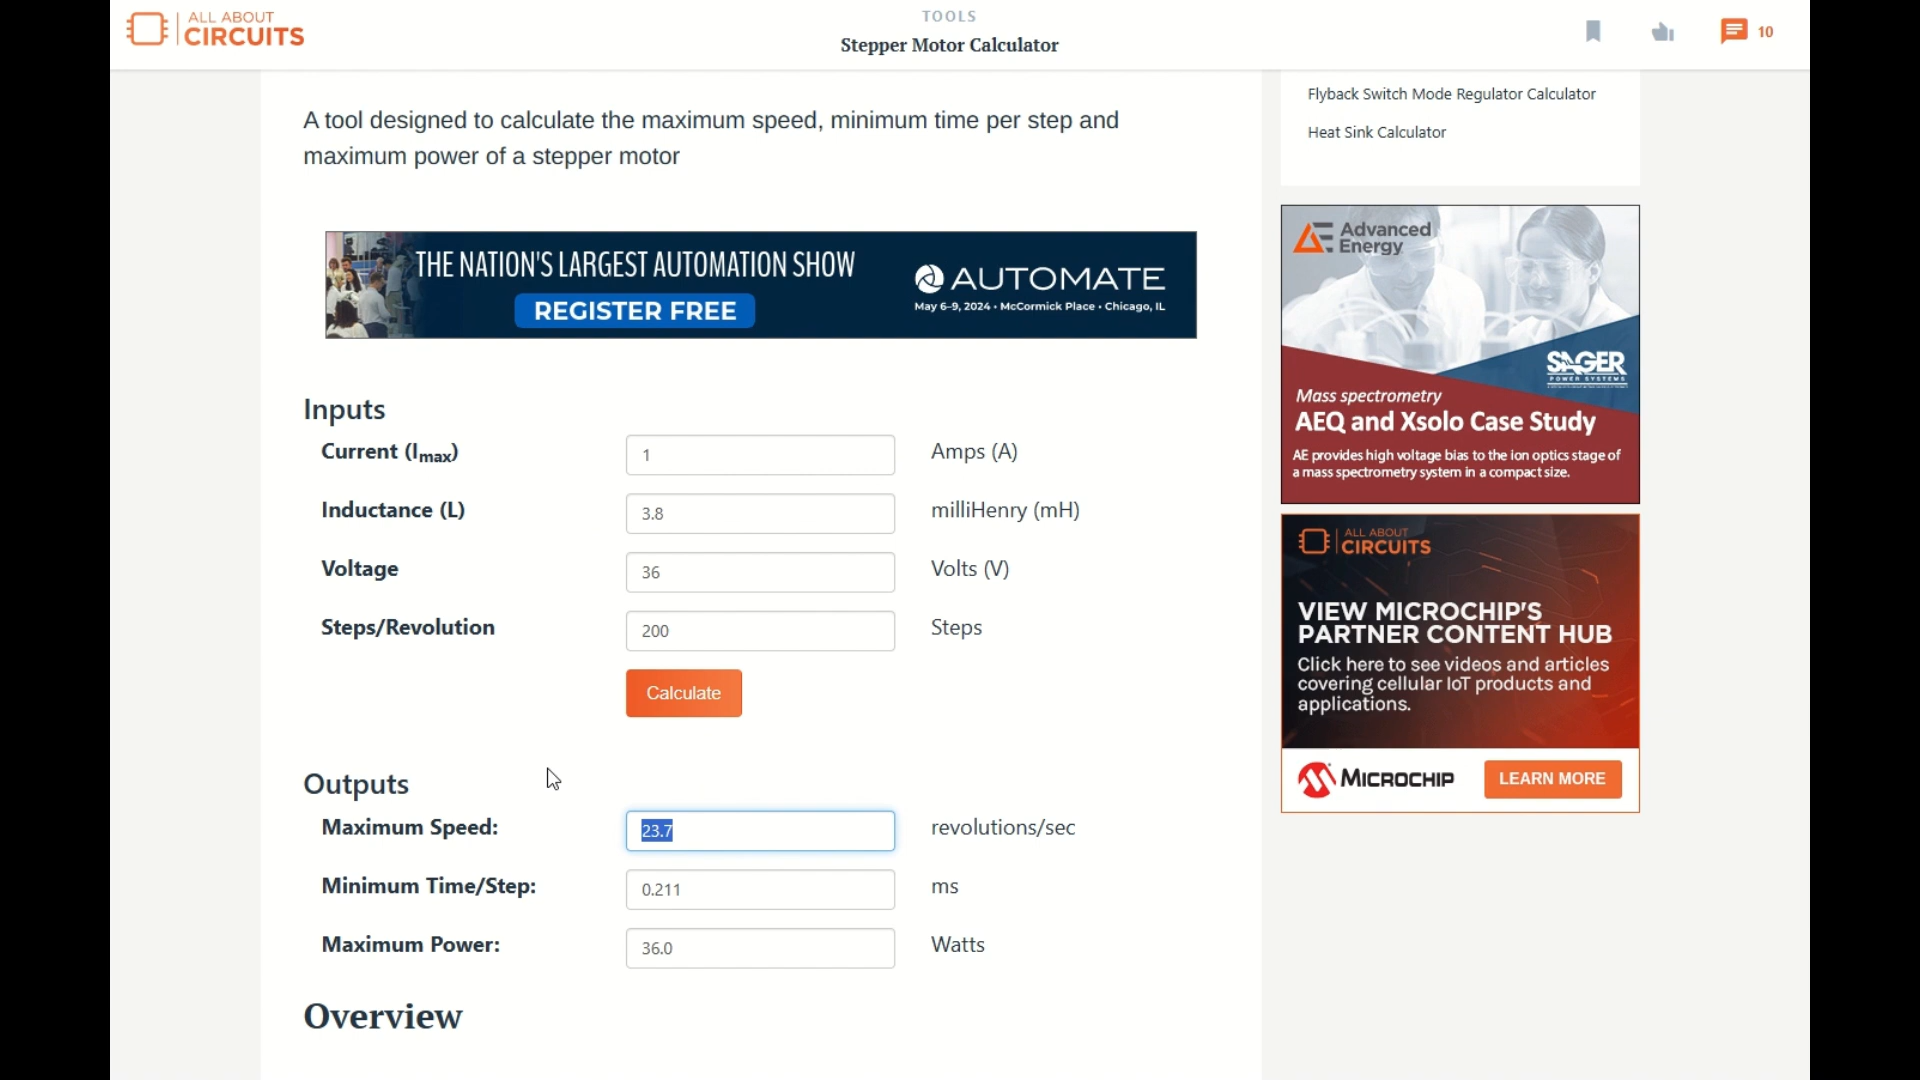 ALL ABOUT
CIRCUITS
TOOLS
Stepper Motor Calculator
10
A tool designed to calculate the maximum speed, minimum time per step and
maximum power of a stepper motor
THE NATION'S LARGEST AUTOMATION SHOW
REGISTER FREE
AUTOMATE
May 6–9, 2024 • McCormick Place • Chicago, IL
Inputs
Current (Imax) 1 Amps (A)
Inductance (L) 3.8 milliHenry (mH)
Voltage 36 Volts (V)
Steps/Revolution 200 Steps
Calculate
Outputs
Maximum Speed: 23.7 revolutions/sec
Minimum Time/Step: 0.211 ms
Maximum Power: 36.0 Watts
Overview
Flyback Switch Mode Regulator Calculator
Heat Sink Calculator
Advanced
Energy
SAGER
POWER SYSTEMS
Mass spectrometry
AEQ and Xsolo Case Study
AE provides high voltage bias to the ion optics stage of
a mass spectrometry system in a compact size.
ALL ABOUT
CIRCUITS
VIEW MICROCHIP'S
PARTNER CONTENT HUB
Click here to see videos and articles
covering cellular IoT products and
applications.
MICROCHIP
LEARN MORE